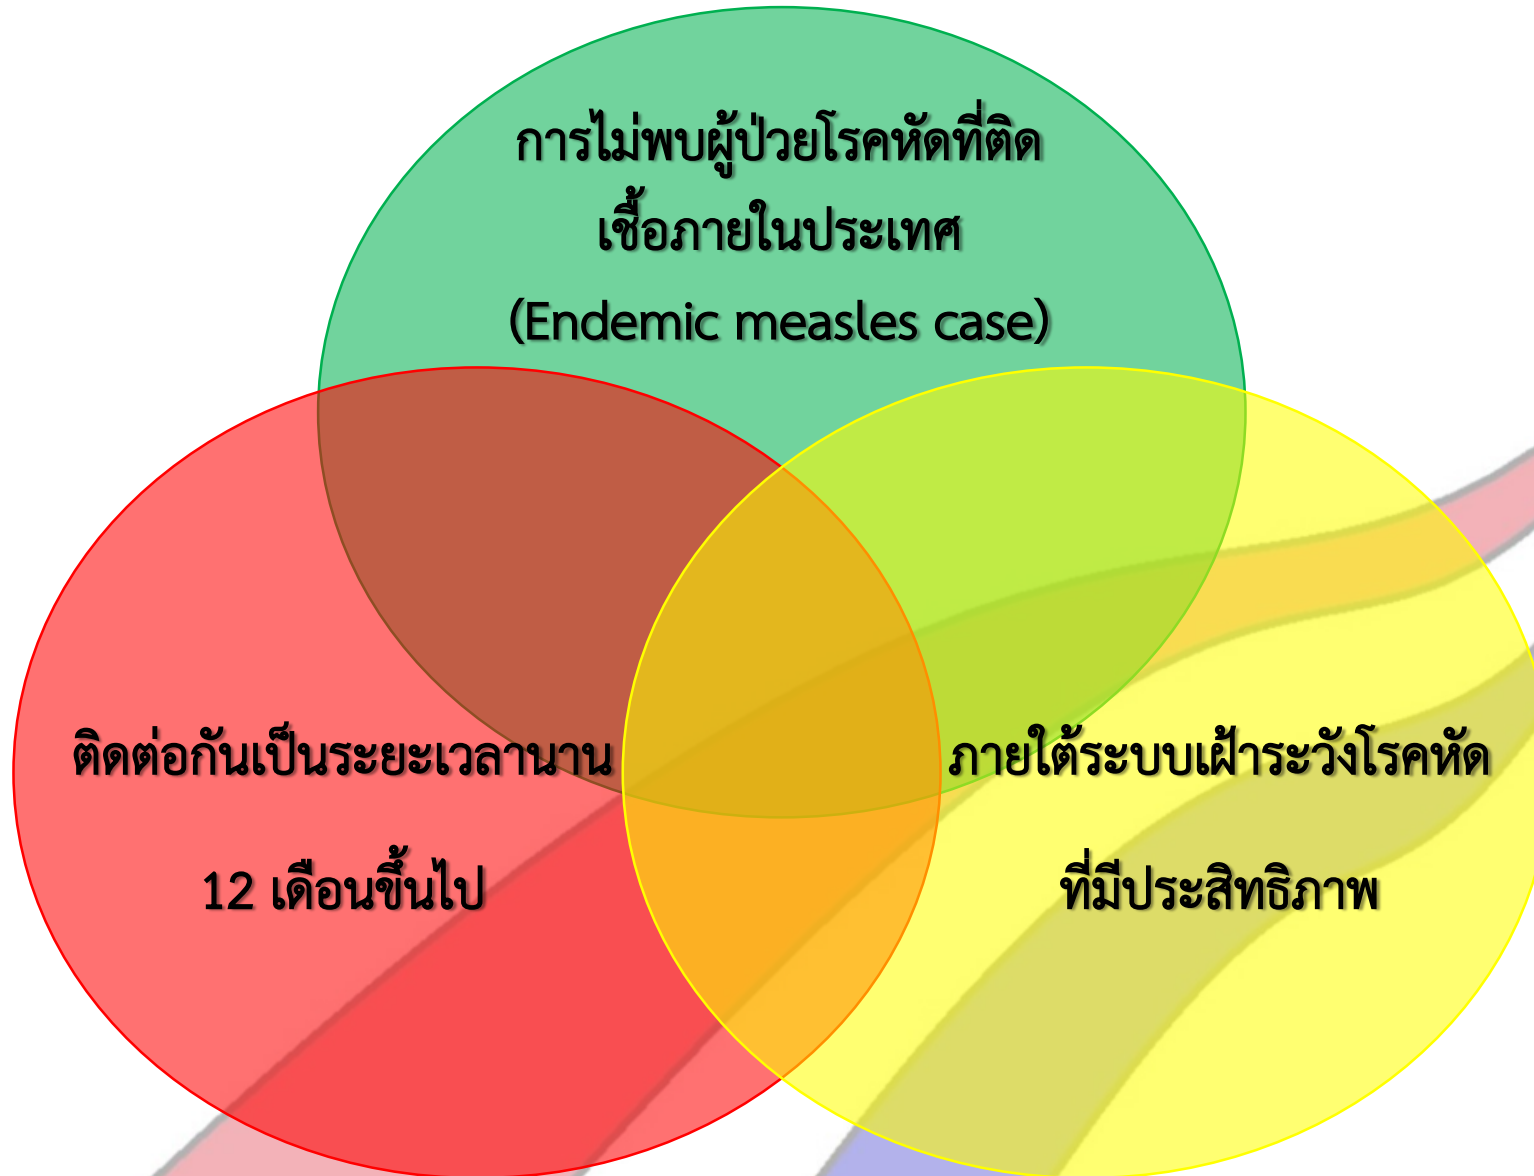 การไม่พบผู้ป่วยโรคหัดที่ติด
เชื้อภายในประเทศ
(Endemic measles case)
ติดต่อกันเป็นระยะเวลานาน
12 เดือนขึ้นไป
ภายใต้ระบบเฝ้าระวังโรคหัด
ที่มีประสิทธิภาพ